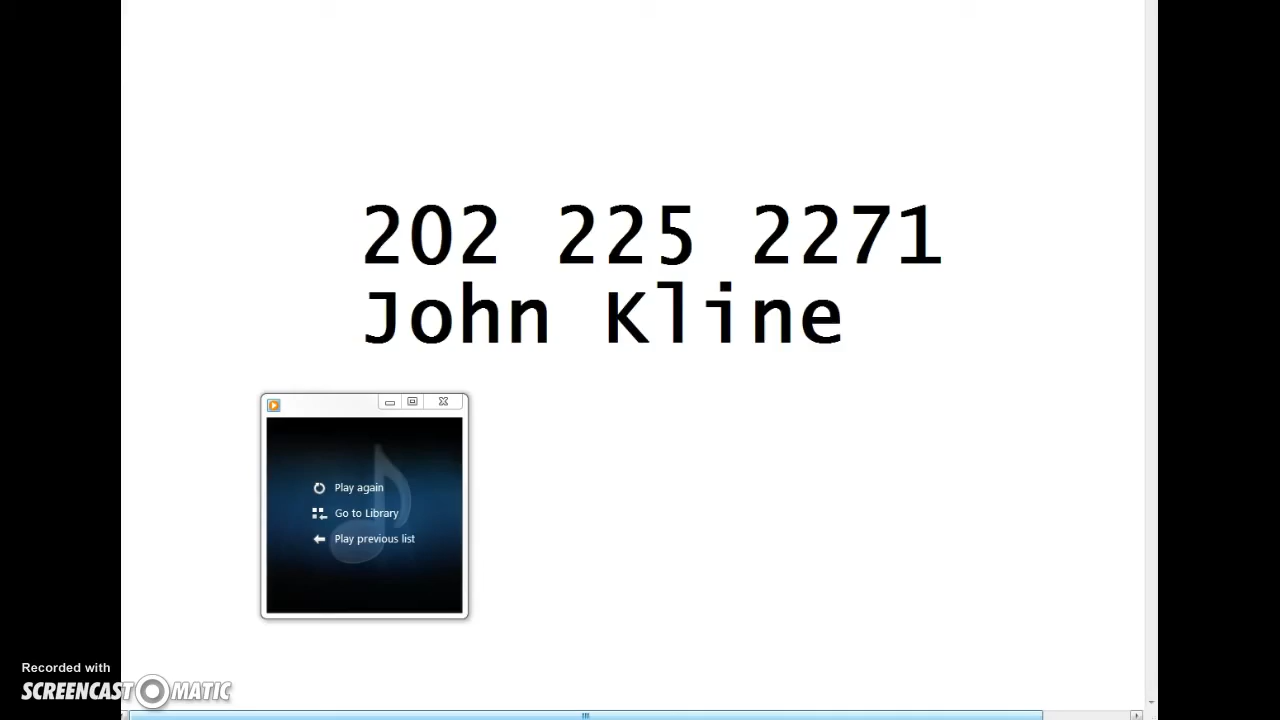 202 225 2271
John Kline
Play again
Go to Library
Play previous list
Recorded with
SCREENCAST-O-MATIC